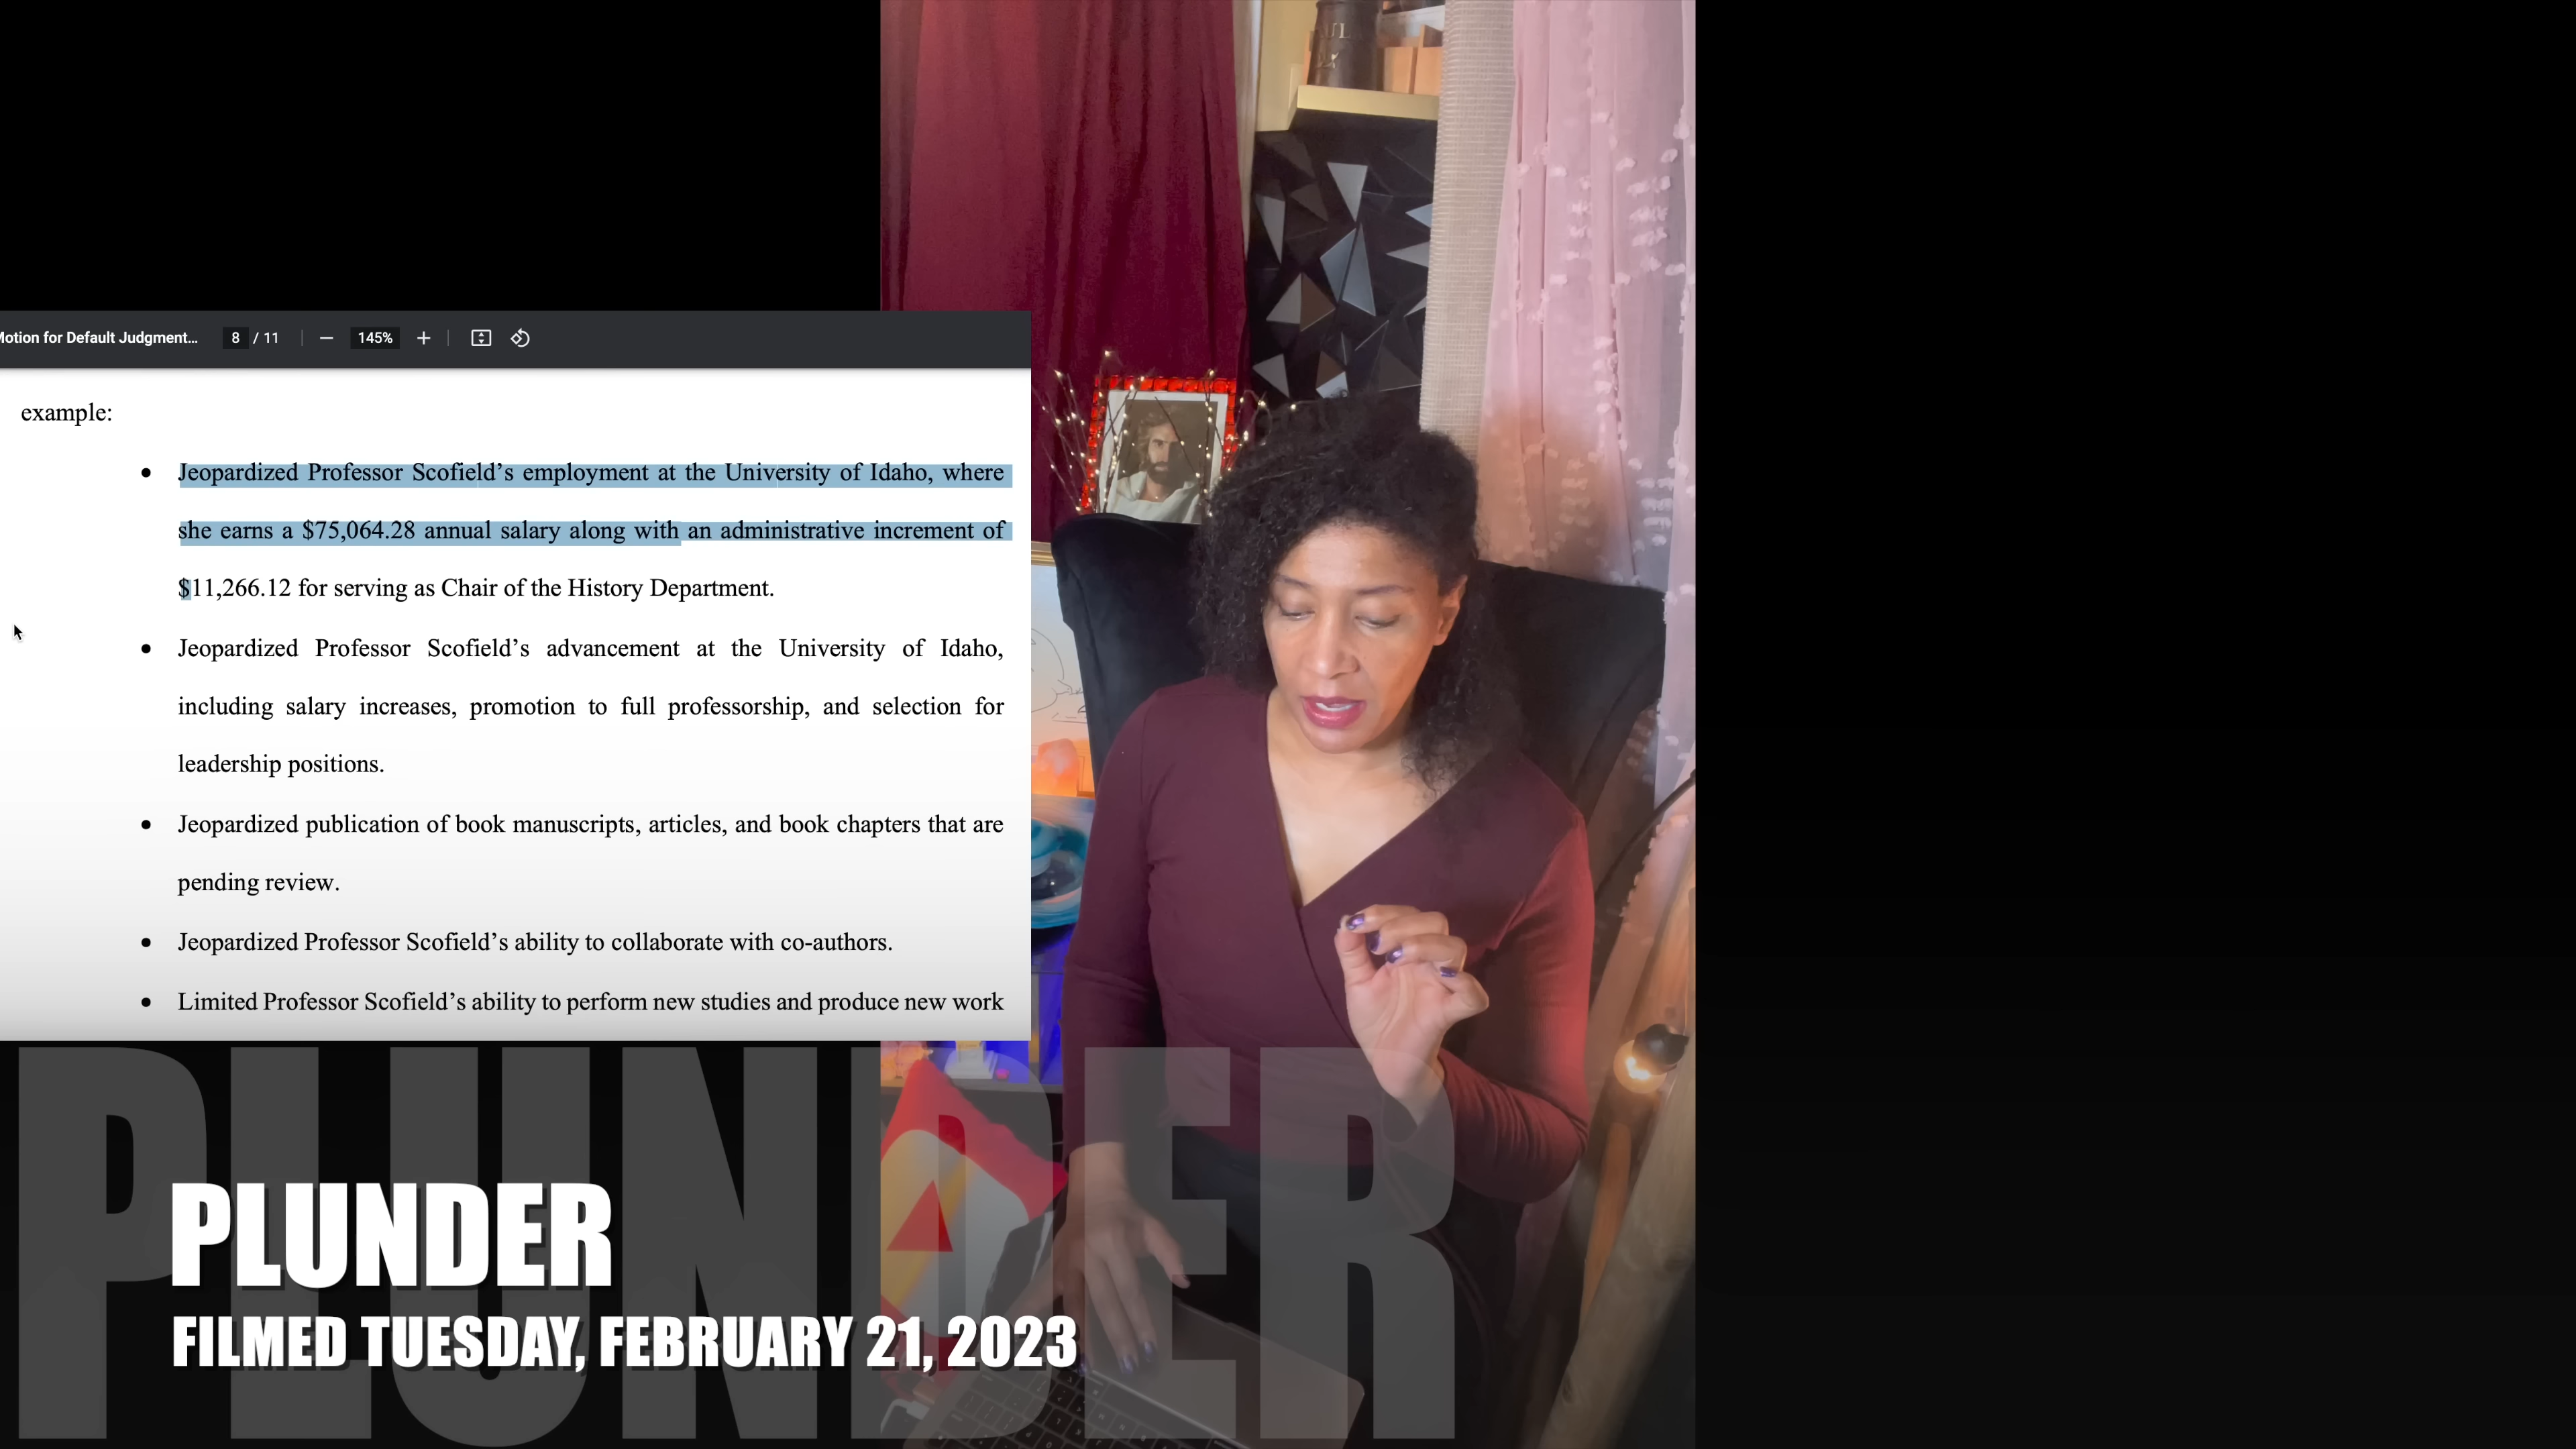 Motion for Default Judgment... 8 / 11 145%
example:
• Jeopardized Professor Scofield’s employment at the University of Idaho, where
she earns a $75,064.28 annual salary along with an administrative increment of
$11,266.12 for serving as Chair of the History Department.
• Jeopardized Professor Scofield’s advancement at the University of Idaho,
including salary increases, promotion to full professorship, and selection for
leadership positions.
• Jeopardized publication of book manuscripts, articles, and book chapters that are
pending review.
• Jeopardized Professor Scofield’s ability to collaborate with co-authors.
• Limited Professor Scofield’s ability to perform new studies and produce new work
PLUNDER
PLUNDER
FILMED TUESDAY, FEBRUARY 21, 2023